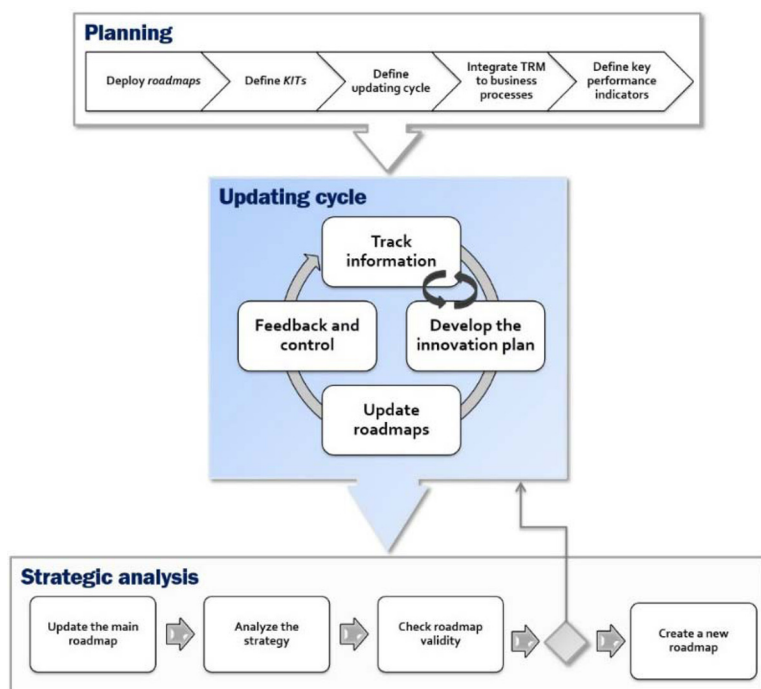 Planning
Deploy roadmaps
Define KITs
Define
updating cycle
Integrate TRM
to business
processes
Define key
performance
indicators
Updating cycle
Track
information
Feedback and
control
Develop the
innovation plan
Update
roadmaps
Strategic analysis
Update the main
roadmap
Analyze the
strategy
Check roadmap
validity
Create a new
roadmap